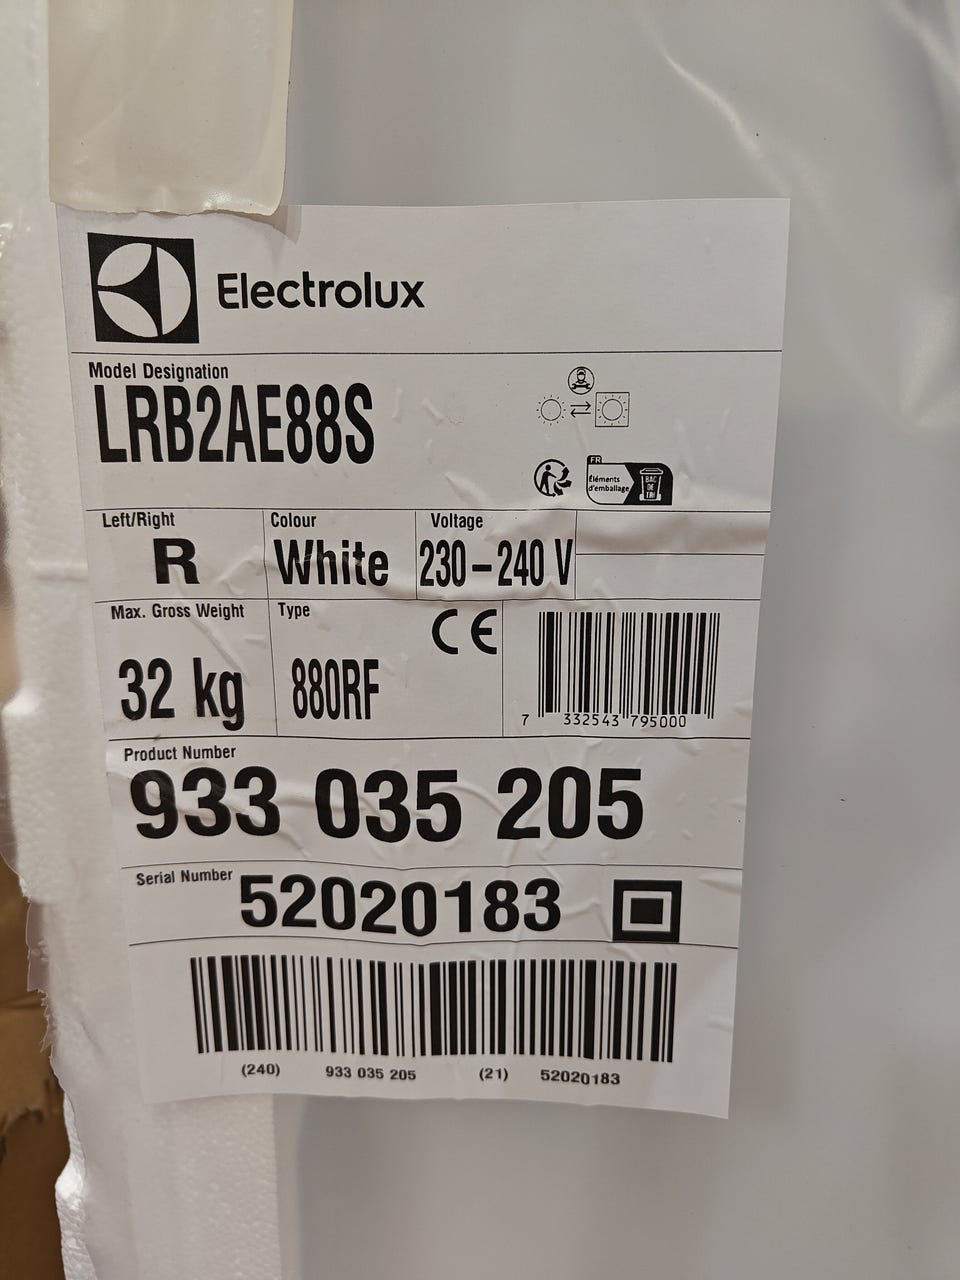 Electrolux
Model Designation
LRB2AE88S
FR
Éléments
d'emballage
BAC
DE
TRI
Left/Right
R
Colour
White
Voltage
230-240 V
Max. Gross Weight
32 kg
Type
880RF
CE
7 332543 795000
Product Number
933 035 205
Serial Number
52020183
(240) 933 035 205 (21) 52020183